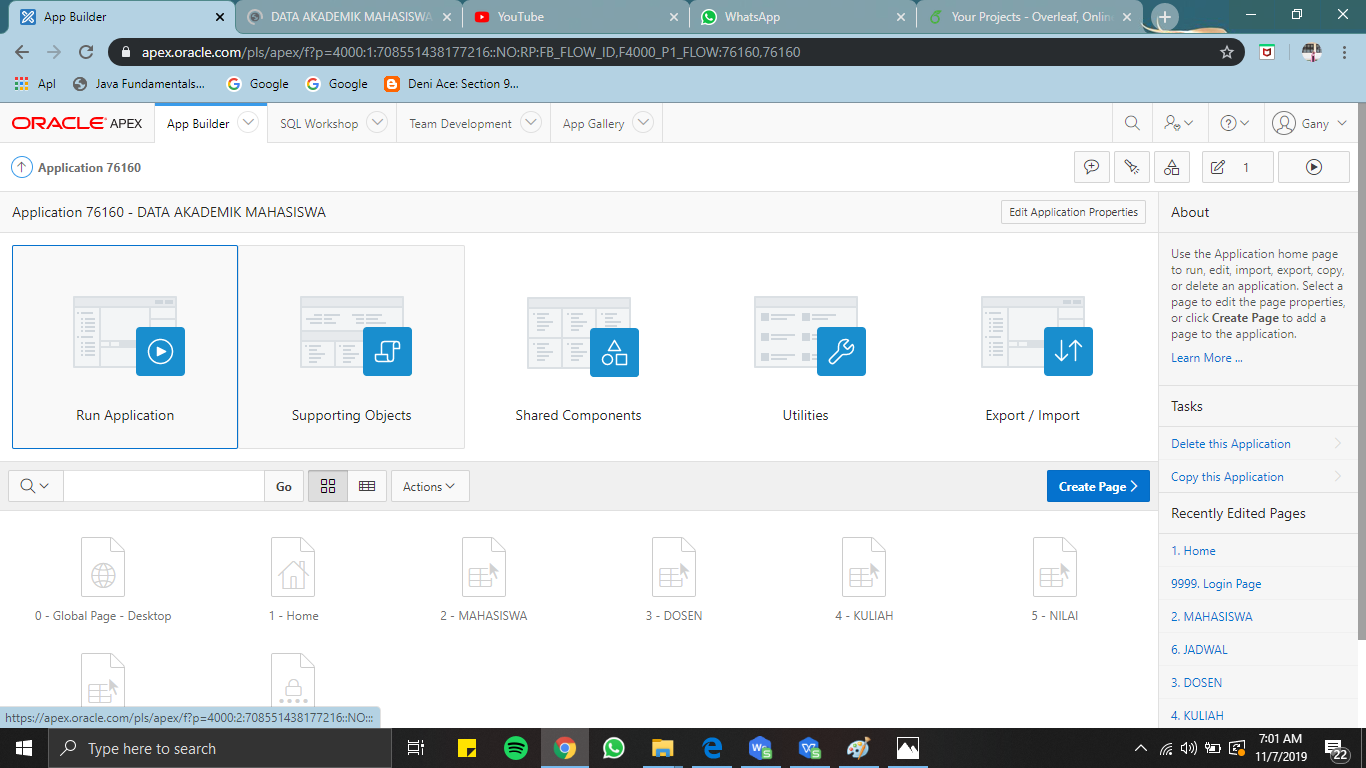 App Builder
DATA AKADEMIK MAHASISWA
YouTube
WhatsApp
Your Projects - Overleaf, Onlin
apex.oracle.com/pls/apex/f?p=4000:1:708551438177216::NO:RP:FB_FLOW_ID,F4000_P1_FLOW:76160,76160
Apl
Java Fundamentals...
Google
Google
Deni Ace: Section 9...
ORACLE APEX
App Builder
SQL Workshop
Team Development
App Gallery
Gany
Application 76160
1
Application 76160 - DATA AKADEMIK MAHASISWA
Edit Application Properties
Run Application
Supporting Objects
Shared Components
Utilities
Export / Import
Go
Actions
Create Page
0 - Global Page - Desktop
1 - Home
2 - MAHASISWA
3 - DOSEN
4 - KULIAH
5 - NILAI
About
Use the Application home page
to run, edit, import, export, copy,
or delete an application. Select a
page to edit the page properties,
or click Create Page to add a
page to the application.
Learn More ...
Tasks
Delete this Application
Copy this Application
Recently Edited Pages
1. Home
9999. Login Page
2. MAHASISWA
6. JADWAL
3. DOSEN
4. KULIAH
https://apex.oracle.com/pls/apex/f?p=4000:2:708551438177216::NO:::
Type here to search
7:01 AM
11/7/2019
22